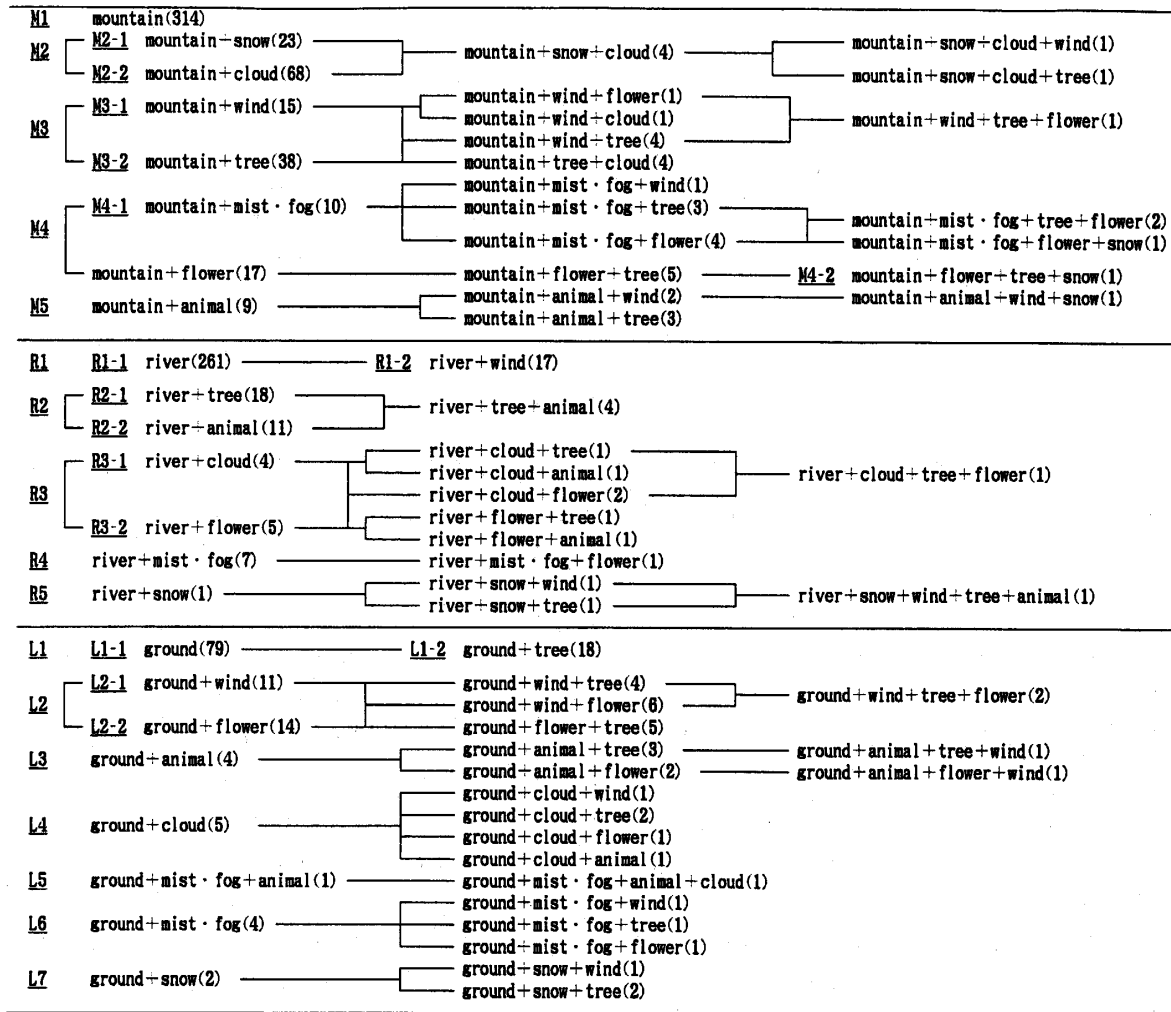 M1 mountain(314)
M2 M2-1 mountain+snow(23) mountain+snow+cloud(4) mountain+snow+cloud+wind(1)
M2-2 mountain+cloud(68) mountain+snow+cloud+tree(1)
M3 M3-1 mountain+wind(15) mountain+wind+flower(1) mountain+wind+tree+flower(1)
mountain+wind+cloud(1)
mountain+wind+tree(4)
M3-2 mountain+tree(38) mountain+tree+cloud(4)
mountain+mist・fog+wind(1)
M4 M4-1 mountain+mist・fog(10) mountain+mist・fog+tree(3) mountain+mist・fog+tree+flower(2)
mountain+mist・fog+flower(4) mountain+mist・fog+flower+snow(1)
mountain+flower(17) mountain+flower+tree(5) M4-2 mountain+flower+tree+snow(1)
M5 mountain+animal(9) mountain+animal+wind(2) mountain+animal+wind+snow(1)
mountain+animal+tree(3)
R1 R1-1 river(261) R1-2 river+wind(17)
R2 R2-1 river+tree(18) river+tree+animal(4)
R2-2 river+animal(11)
R3 R3-1 river+cloud(4) river+cloud+tree(1) river+cloud+tree+flower(1)
river+cloud+animal(1)
river+cloud+flower(2)
R3-2 river+flower(5) river+flower+tree(1)
river+flower+animal(1)
R4 river+mist・fog(7) river+mist・fog+flower(1)
R5 river+snow(1) river+snow+wind(1) river+snow+wind+tree+animal(1)
river+snow+tree(1)
L1 L1-1 ground(79) L1-2 ground+tree(18)
L2 L2-1 ground+wind(11) ground+wind+tree(4) ground+wind+tree+flower(2)
ground+wind+flower(6)
L2-2 ground+flower(14) ground+flower+tree(5)
L3 ground+animal(4) ground+animal+tree(3) ground+animal+tree+wind(1)
ground+animal+flower(2) ground+animal+flower+wind(1)
L4 ground+cloud(5) ground+cloud+wind(1)
ground+cloud+tree(2)
ground+cloud+flower(1)
ground+cloud+animal(1)
L5 ground+mist・fog+animal(1) ground+mist・fog+animal+cloud(1)
L6 ground+mist・fog(4) ground+mist・fog+wind(1)
ground+mist・fog+tree(1)
ground+mist・fog+flower(1)
L7 ground+snow(2) ground+snow+wind(1)
ground+snow+tree(2)